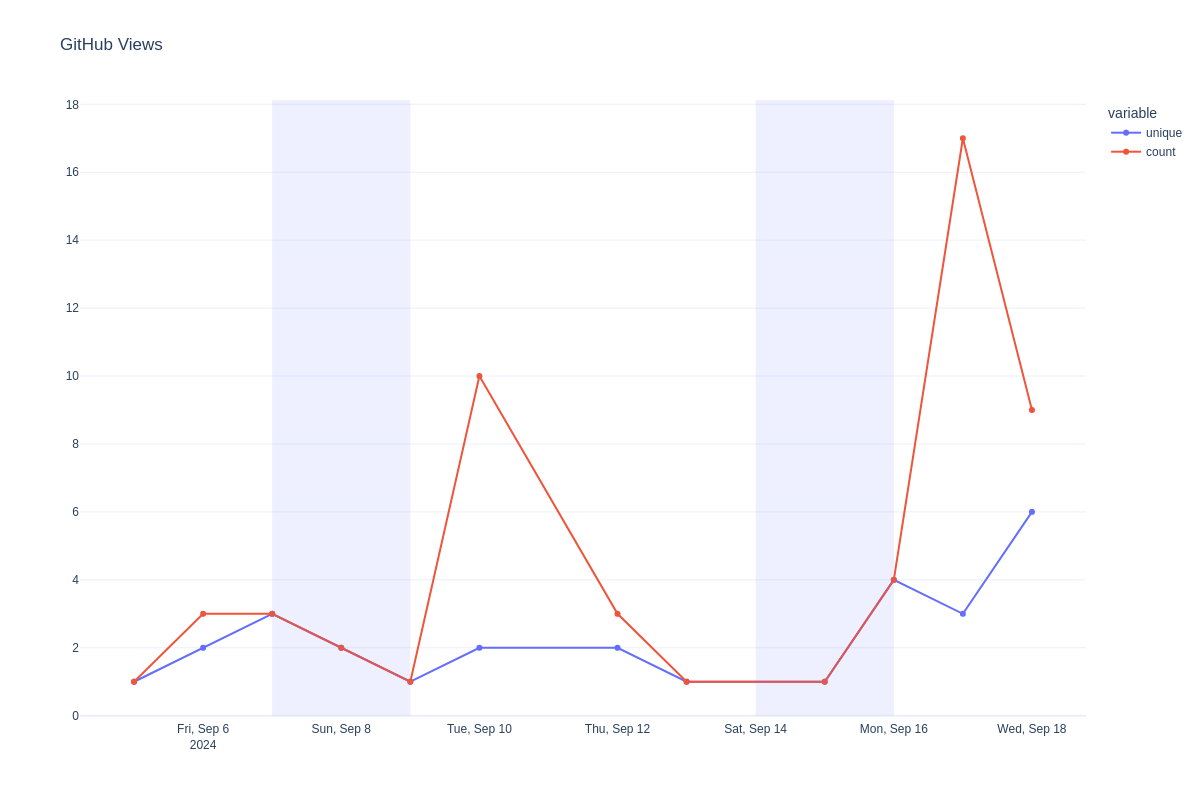 GitHub Views
18
16
14
12
10
8
6
4
2
0
Fri, Sep 6
2024
Sun, Sep 8
Tue, Sep 10
Thu, Sep 12
Sat, Sep 14
Mon, Sep 16
Wed, Sep 18
variable
unique
count